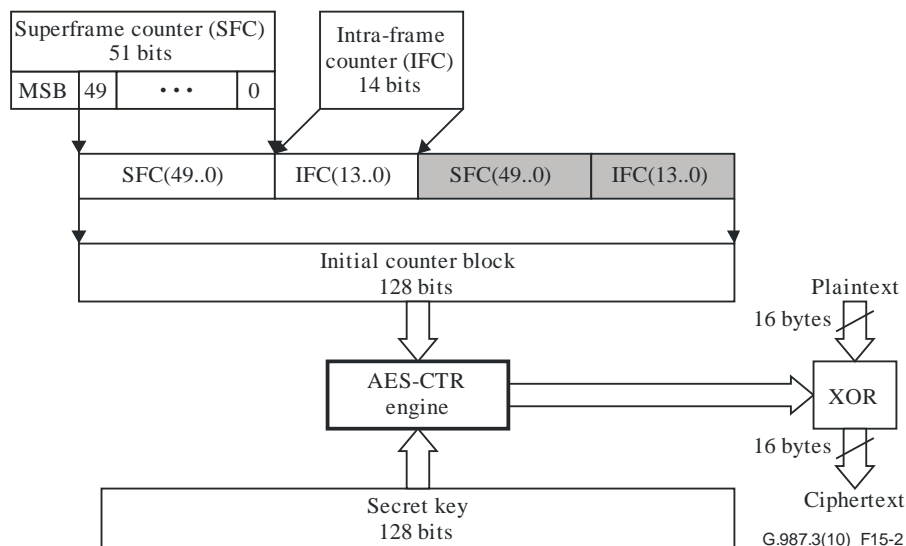 Superframe counter (SFC)
51 bits
MSB 49 ••• 0
Intra-frame
counter (IFC)
14 bits
SFC(49..0) IFC(13..0) SFC(49..0) IFC(13..0)
Initial counter block
128 bits
Plaintext
16 bytes
AES-CTR
engine
XOR
16 bytes
Ciphertext
Secret key
128 bits
G.987.3(10)_F15-2